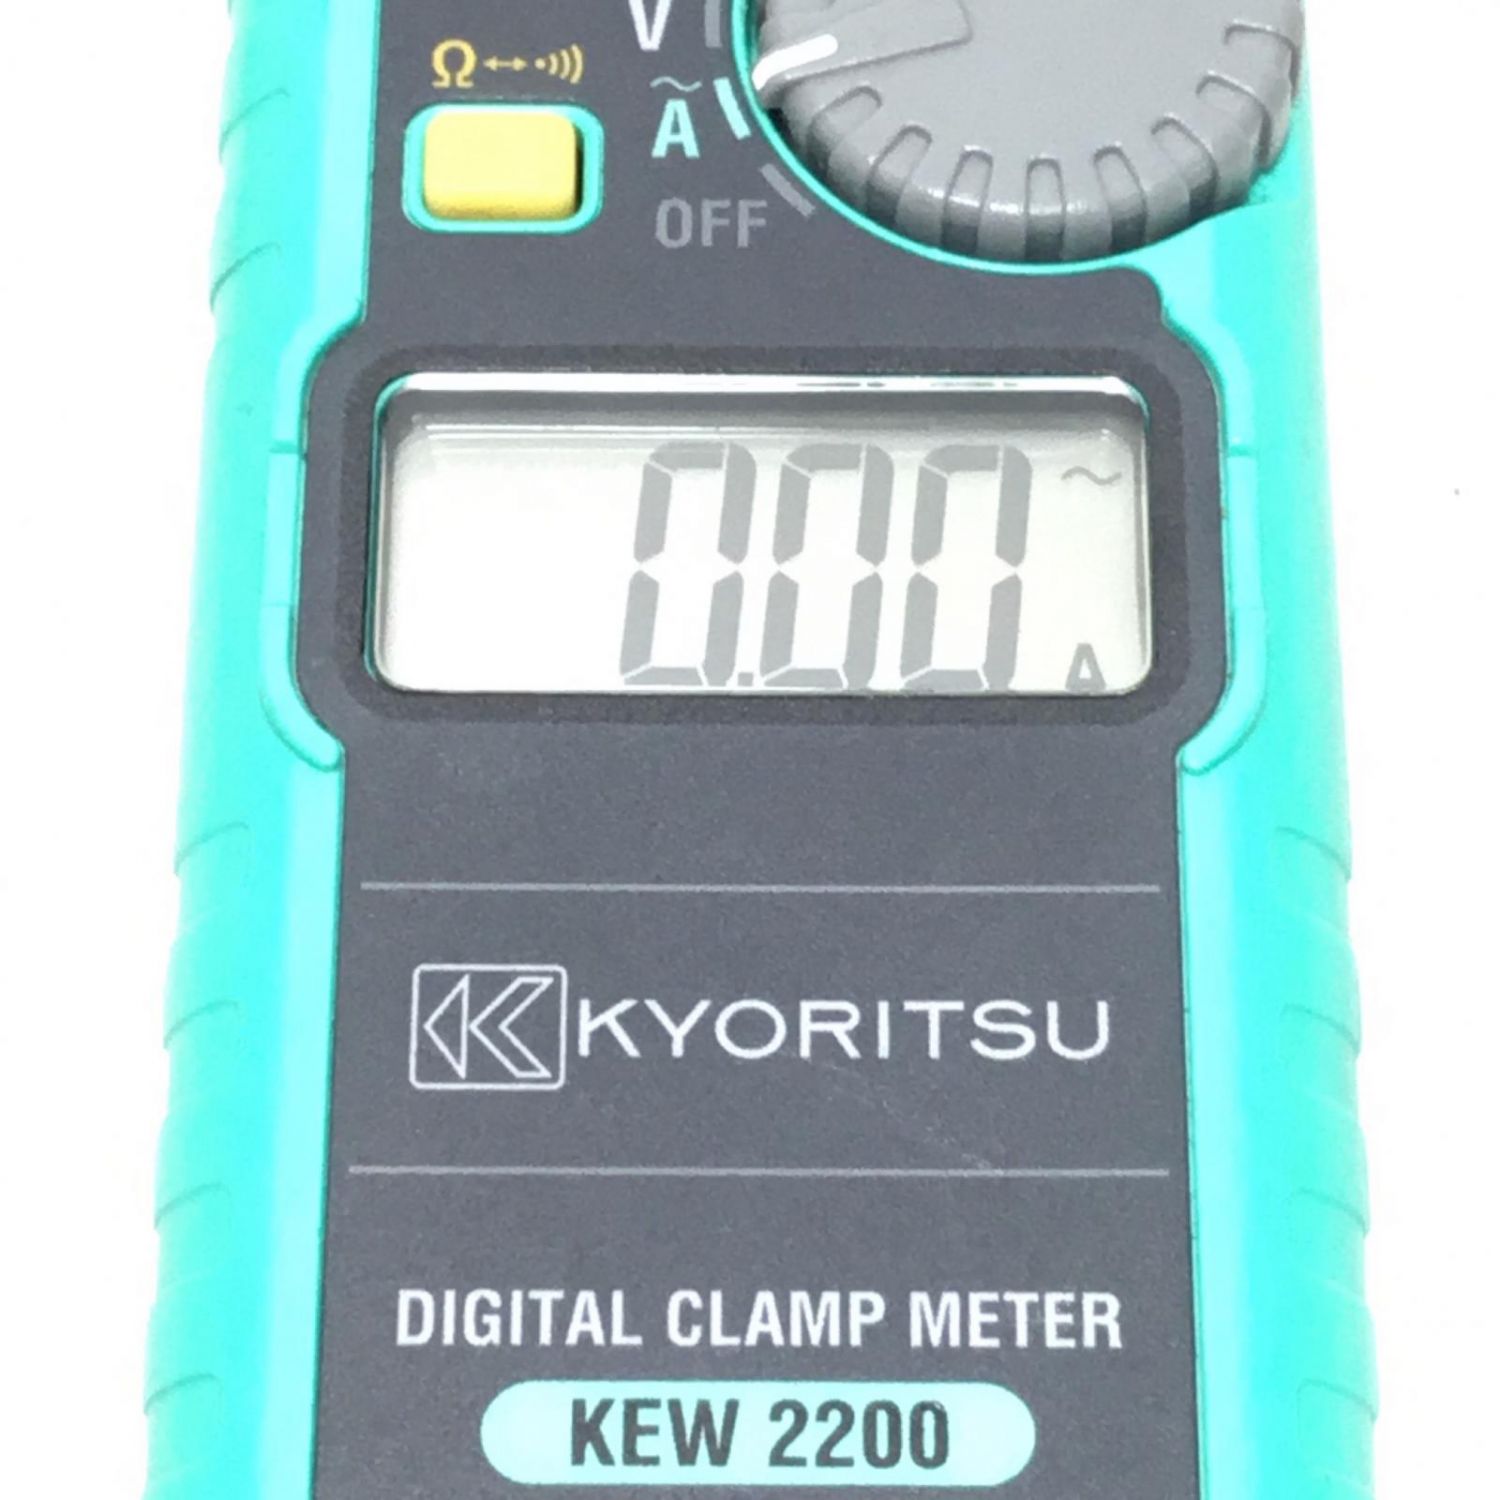 V
Ω↔•)))
~
A
OFF
0.00 ~
A
KYORITSU
DIGITAL CLAMP METER
KEW 2200